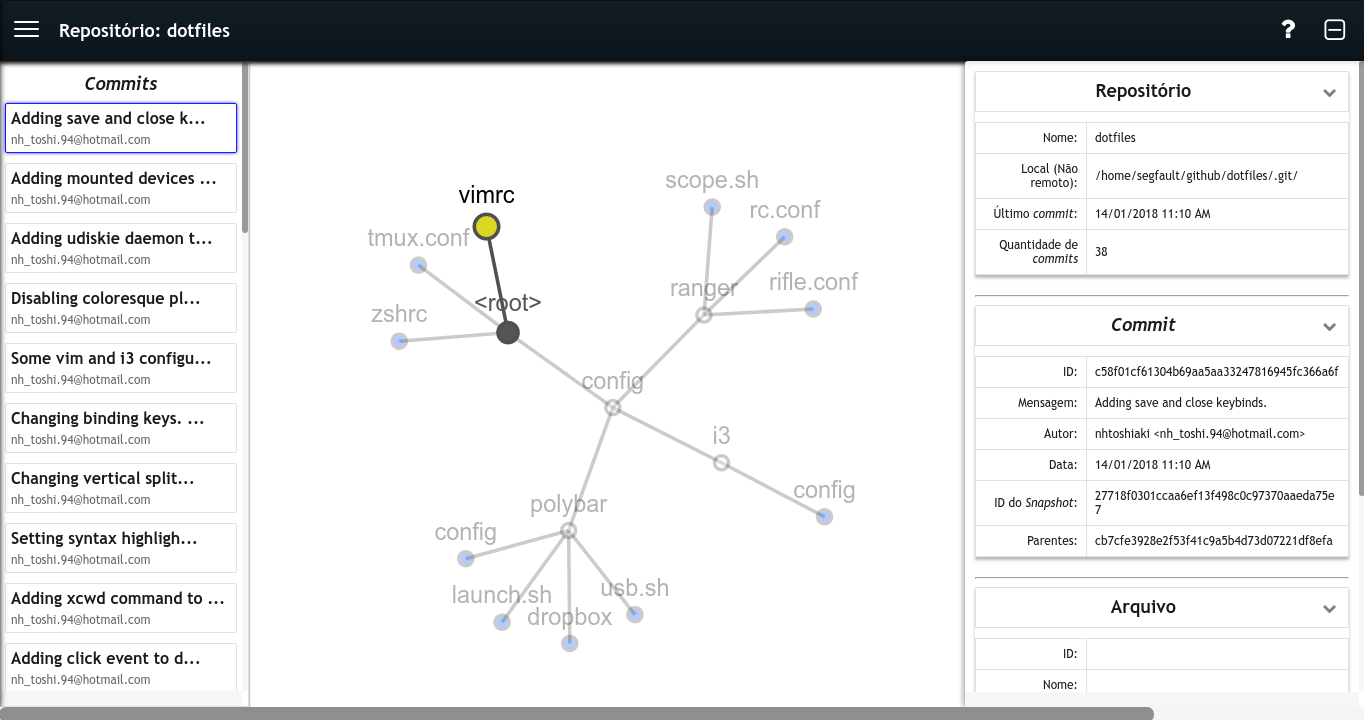 Repositório: dotfiles
?
Commits
Adding save and close k...
nh_toshi.94@hotmail.com
Adding mounted devices ...
nh_toshi.94@hotmail.com
Adding udiskie daemon t...
nh_toshi.94@hotmail.com
Disabling coloresque pl...
nh_toshi.94@hotmail.com
Some vim and i3 configu...
nh_toshi.94@hotmail.com
Changing binding keys. ...
nh_toshi.94@hotmail.com
Changing vertical split...
nh_toshi.94@hotmail.com
Setting syntax highligh...
nh_toshi.94@hotmail.com
Adding xcwd command to ...
nh_toshi.94@hotmail.com
Adding click event to d...
nh_toshi.94@hotmail.com
scope.sh
vimrc
rc.conf
tmux.conf
rifle.conf
ranger
<root>
zshrc
config
i3
config
polybar
config
usb.sh
launch.sh
dropbox
Repositório
Nome: dotfiles
Local (Não
remoto): /home/segfault/github/dotfiles/.git/
Último commit: 14/01/2018 11:10 AM
Quantidade de
commits 38
Commit
ID: c58f01cf61304b69aa5aa33247816945fc366a6f
Mensagem: Adding save and close keybinds.
Autor: nhtoshiaki <nh_toshi.94@hotmail.com>
Data: 14/01/2018 11:10 AM
ID do Snapshot: 27718f0301ccaa6ef13f498c0c97370aaeda75e
7
Parentes: cb7cfe3928e2f53f41c9a5b4d73d07221df8efa
Arquivo
ID:
Nome: